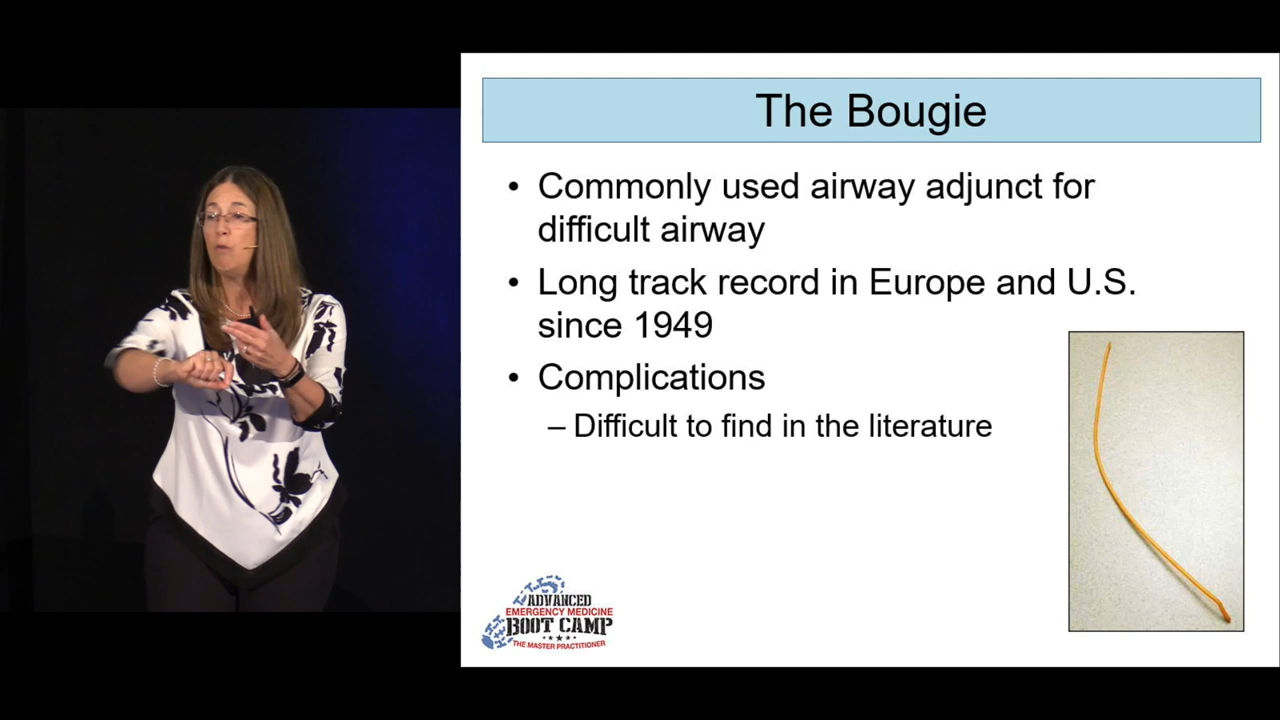 The Bougie
• Commonly used airway adjunct for
difficult airway
• Long track record in Europe and U.S.
since 1949
• Complications
– Difficult to find in the literature
ADVANCED
EMERGENCY MEDICINE
BOOT CAMP
THE MASTER PRACTITIONER